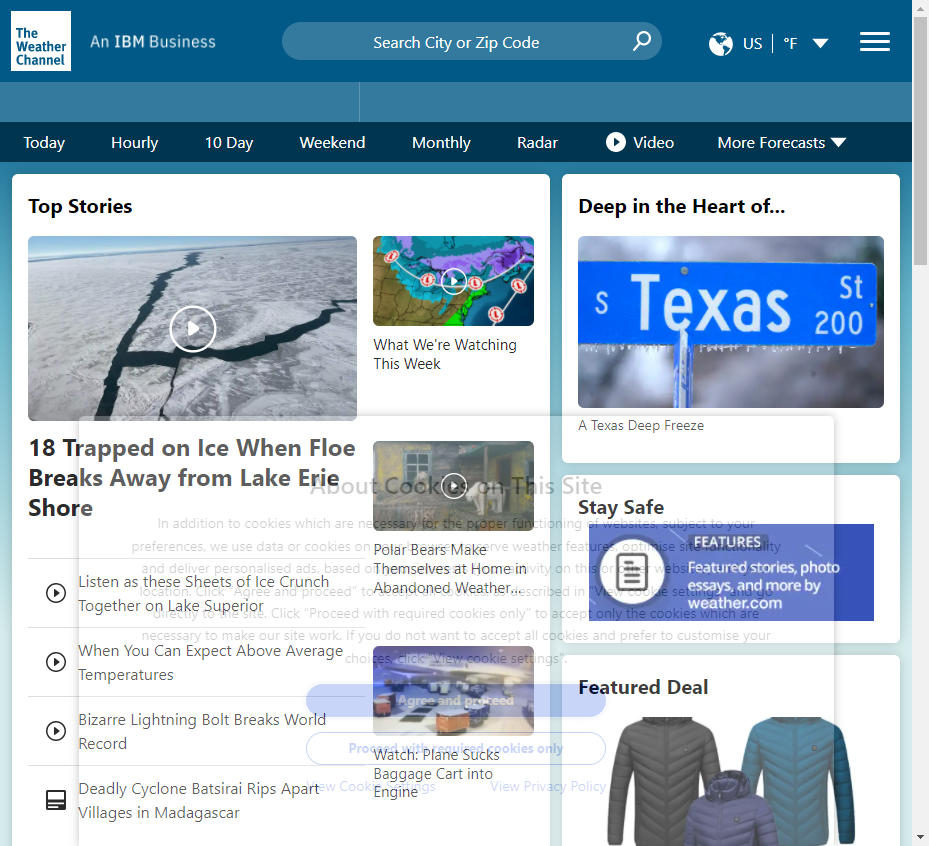 The
Weather
Channel
An IBM Business
Search City or Zip Code
US
°F
Today
Hourly
10 Day
Weekend
Monthly
Radar
Video
More Forecasts
Top Stories
What We're Watching
This Week
18 Trapped on Ice When Floe
Breaks Away from Lake Erie
Shore
Polar Bears Make
Themselves at Home in
Abandoned Weather...
Listen as these Sheets of Ice Crunch
Together on Lake Superior
When You Can Expect Above Average
Temperatures
Bizarre Lightning Bolt Breaks World
Record
Deadly Cyclone Batsirai Rips Apart
Villages in Madagascar
Watch: Plane Sucks
Baggage Cart into
Engine
Deep in the Heart of...
S Texas St
200
A Texas Deep Freeze
Stay Safe
FEATURES
Featured stories, photo
essays, and more by
weather.com
Featured Deal
About Cookies on This Site
In addition to cookies which are necessary for the proper functioning of websites, subject to your
preferences, we use data or cookies on
serve weather features, optimise site functionality
and deliver personalised ads, based on
activity on this or other websites
location. Click "Agree and proceed" to accept
described in "View cookie settings" and go
directly to the site. Click "Proceed with required cookies only" to accept only the cookies which are
necessary to make our site work. If you do not want to accept all cookies and prefer to customise your
choices, click "View cookie settings".
Agree and proceed
Proceed with required cookies only
View Cookie Settings
View Privacy Policy